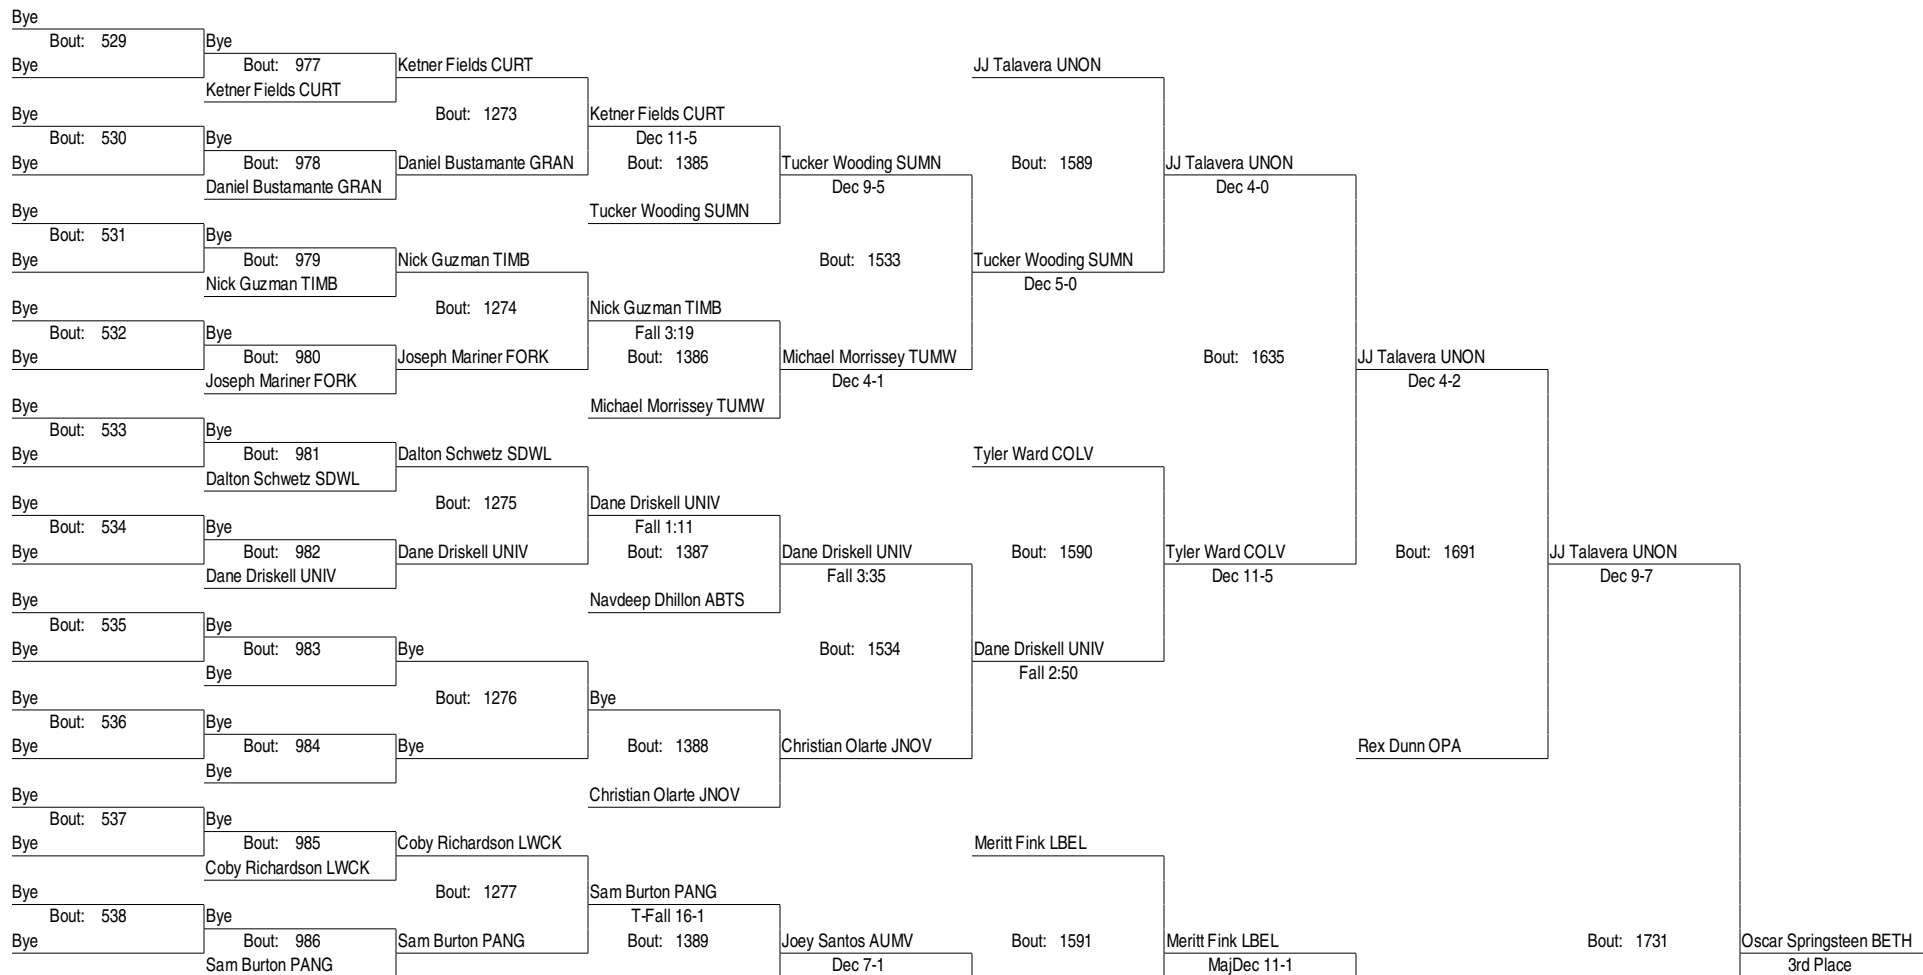 Bye
Bout: 529 Bye
Bye Bout: 977 Ketner Fields CURT JJ Talavera UNON
Ketner Fields CURT
Bye Bout: 1273 Ketner Fields CURT
Bout: 530 Bye Dec 11-5
Bye Bout: 978 Daniel Bustamante GRAN Bout: 1385 Tucker Wooding SUMN Bout: 1589 JJ Talavera UNON
Daniel Bustamante GRAN Dec 9-5 Dec 4-0
Bye Tucker Wooding SUMN
Bout: 531 Bye
Bye Bout: 979 Nick Guzman TIMB Bout: 1533 Tucker Wooding SUMN
Nick Guzman TIMB Dec 5-0
Bye Bout: 1274 Nick Guzman TIMB
Bout: 532 Bye Fall 3:19
Bye Bout: 980 Joseph Mariner FORK Bout: 1386 Michael Morrissey TUMW Bout: 1635 JJ Talavera UNON
Joseph Mariner FORK Dec 4-1 Dec 4-2
Bye Michael Morrissey TUMW
Bout: 533 Bye
Bye Bout: 981 Dalton Schwetz SDWL Tyler Ward COLV
Dalton Schwetz SDWL
Bye Bout: 1275 Dane Driskell UNIV
Bout: 534 Bye Fall 1:11
Bye Bout: 982 Dane Driskell UNIV Bout: 1387 Dane Driskell UNIV Bout: 1590 Tyler Ward COLV Bout: 1691 JJ Talavera UNON
Dane Driskell UNIV Fall 3:35 Dec 11-5 Dec 9-7
Bye Navdeep Dhillon ABTS
Bout: 535 Bye
Bye Bout: 983 Bye Bout: 1534 Dane Driskell UNIV
Bye Fall 2:50
Bye Bout: 1276 Bye
Bout: 536 Bye
Bye Bout: 984 Bye Bout: 1388 Christian Olarte JNOV Rex Dunn OPA
Bye
Bye Christian Olarte JNOV
Bout: 537 Bye
Bye Bout: 985 Coby Richardson LWCK Meritt Fink LBEL
Coby Richardson LWCK
Bye Bout: 1277 Sam Burton PANG
Bout: 538 Bye T-Fall 16-1
Bye Bout: 986 Sam Burton PANG Bout: 1389 Joey Santos AUMV Bout: 1591 Meritt Fink LBEL Bout: 1731 Oscar Springsteen BETH
Sam Burton PANG Dec 7-1 MajDec 11-1 3rd Place